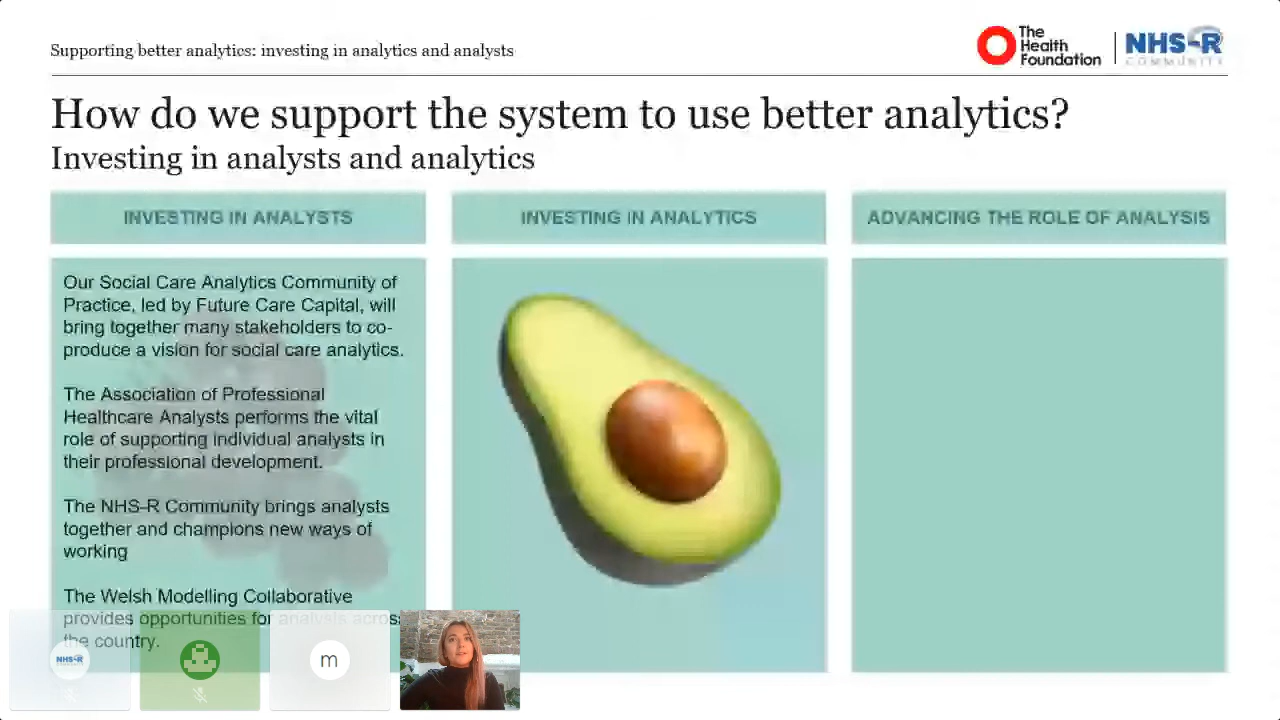 Supporting better analytics: investing in analytics and analysts
The
Health
Foundation
NHS-R
COMMUNITY
How do we support the system to use better analytics?
Investing in analysts and analytics
INVESTING IN ANALYSTS
INVESTING IN ANALYTICS
ADVANCING THE ROLE OF ANALYSIS
Our Social Care Analytics Community of
Practice, led by Future Care Capital, will
bring together many stakeholders to co-
produce a vision for social care analytics.
The Association of Professional
Healthcare Analysts performs the vital
role of supporting individual analysts in
their professional development.
The NHS-R Community brings analysts
together and champions new ways of
working
The Welsh Modelling Collaborative
provides opportunities for analysts across
the country.
NHS-R
m